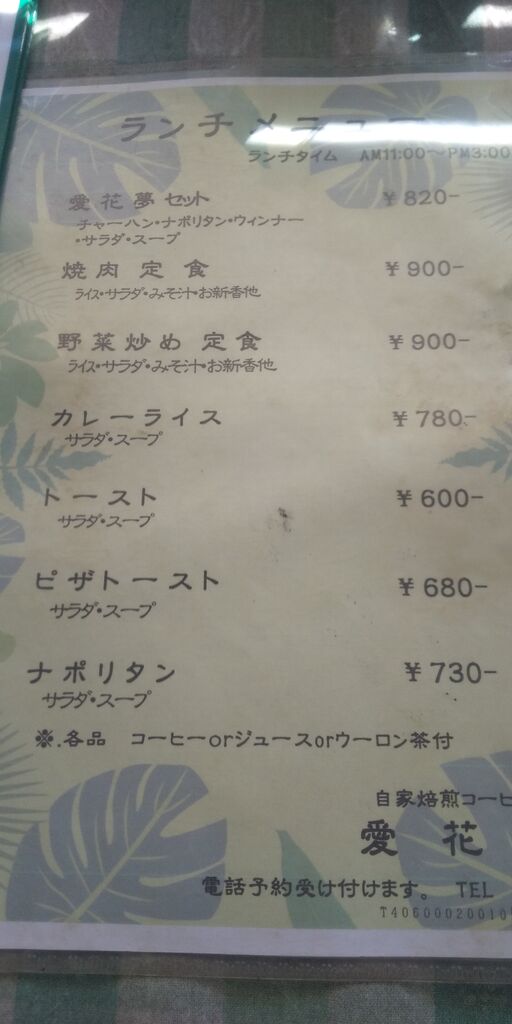 ランチメニュー
ランチタイム AM11:00~PM3:00
愛花夢セット ¥820-
チャーハン・ナポリタン・ウィンナー
・サラダ・スープ
焼肉定食 ¥900-
ライス・サラダ・みそ汁・お新香他
野菜炒め 定食 ¥900-
ライス・サラダ・みそ汁・お新香他
カレーライス ¥780-
サラダ・スープ
トースト ¥600-
サラダ・スープ
ピザトースト ¥680-
サラダ・スープ
ナポリタン ¥730-
サラダ・スープ
※.各品 コーヒーorジュースorウーロン茶付
自家焙煎コーヒ
愛花
電話予約受け付けます。 TEL
T40600020010